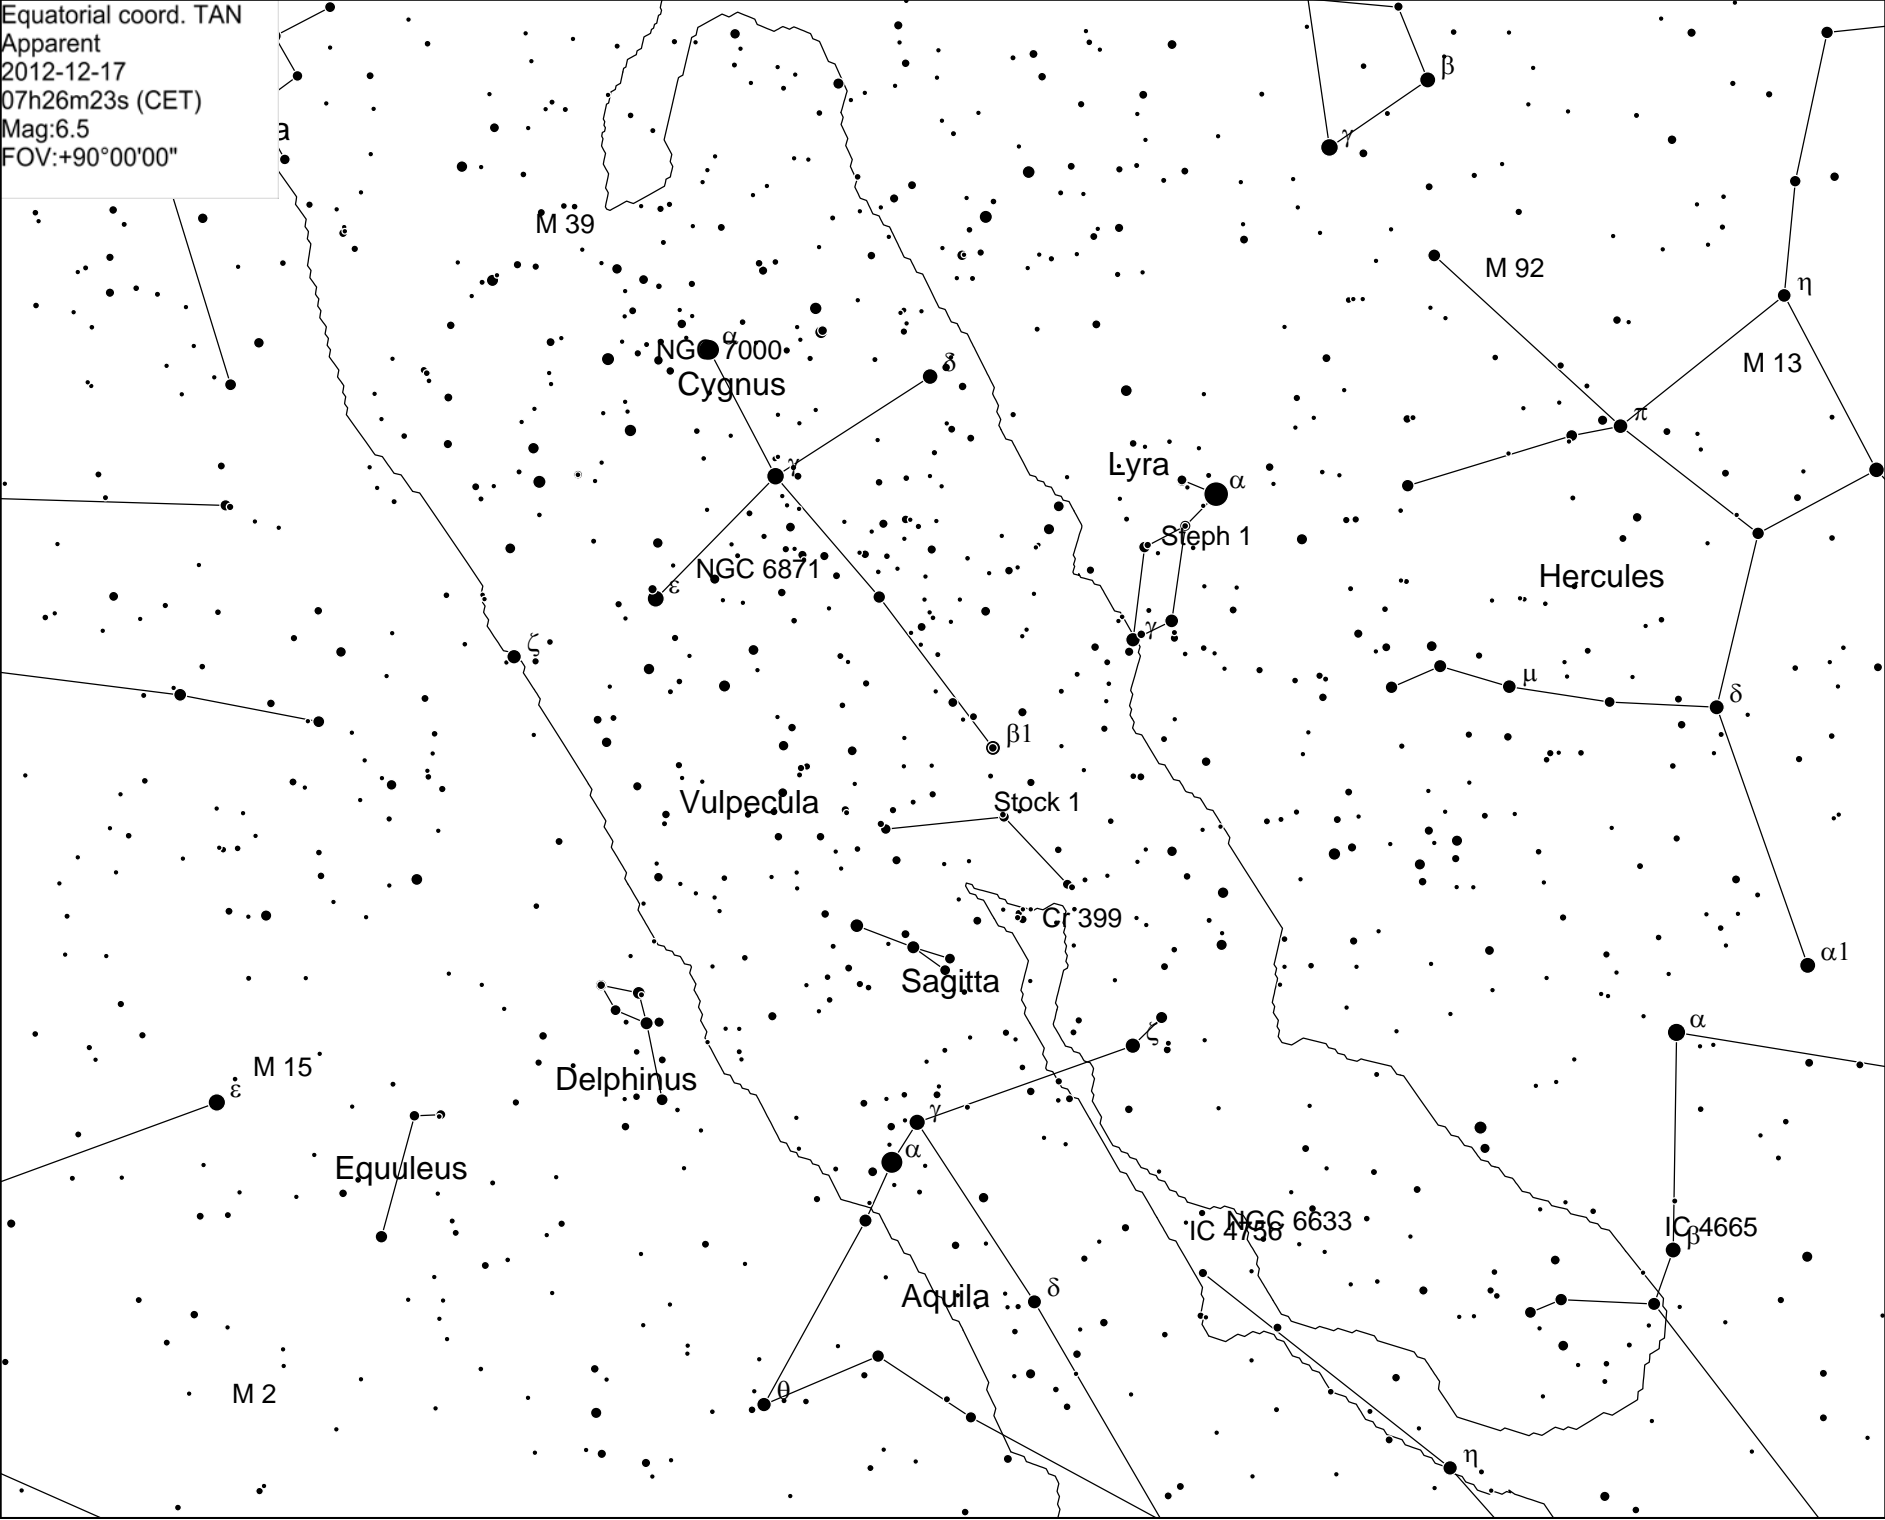 Equatorial coord. TAN
Apparent
2012-12-17
07h26m23s (CET)
Mag:6.5
FOV:+90°00'00"
a
β
γ
M 39
M 92
η
α
NGC 7000
δ
M 13
Cygnus
π
γ
Lyra
α
Steph 1
NGC 6871
ε
Hercules
γ
ζ
μ
δ
β1
Vulpecula
Stock 1
Cr 399
α1
Sagitta
α
ζ
M 15
ε
Delphinus
γ
α
Equuleus
NGC 6633
IC 4756
IC 4665
β
Aquila
δ
M 2
θ
η